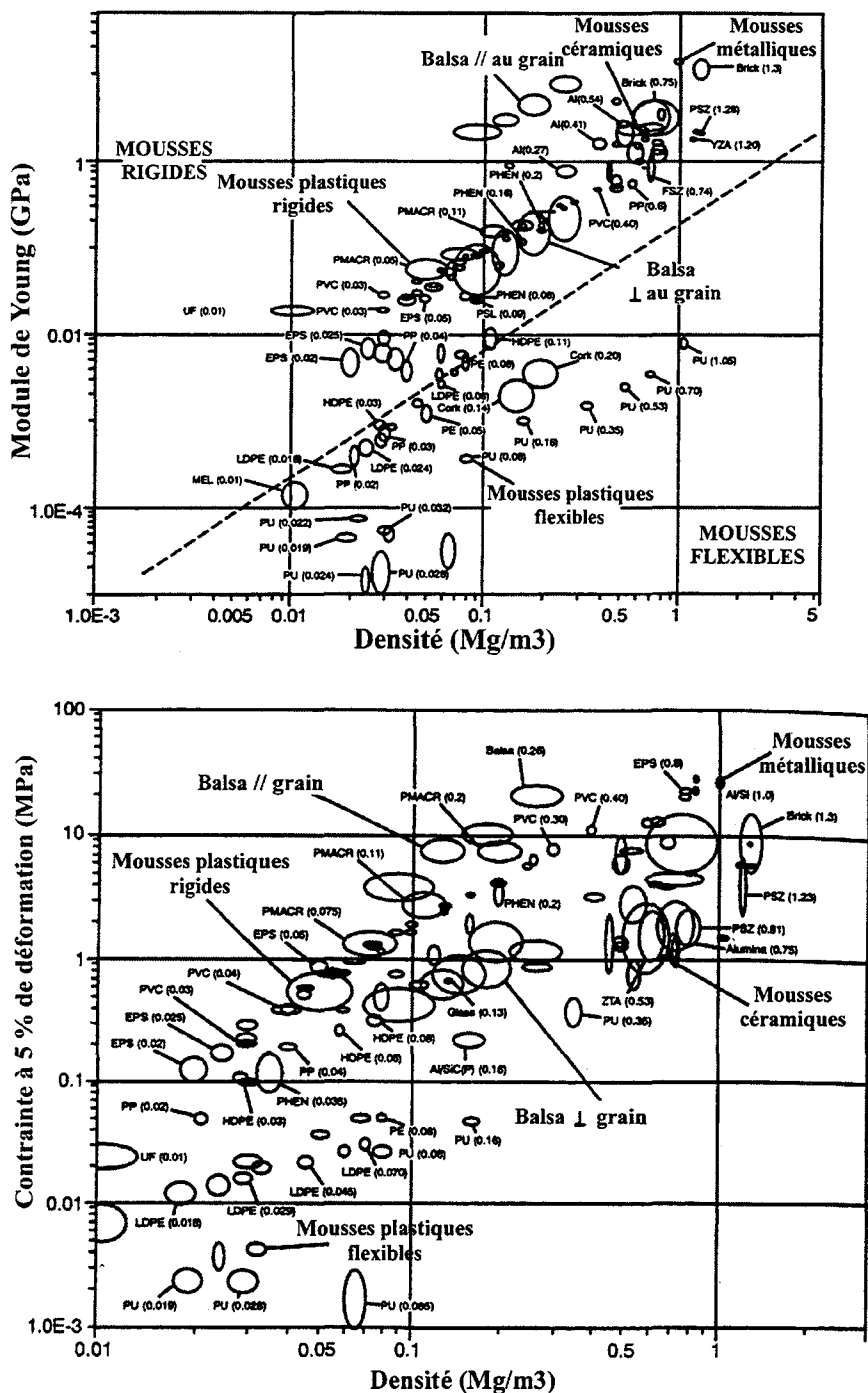 Mousses
céramiques
Mousses
métalliques
Balsa // au grain
Brick (1.3)
Brick (0.75)
Al(0.54)
PSZ (1.28)
MOUSSES
RIGIDES
Al(0.41)
1
YZA (1.20)
Al(0.27)
PHEN (0.2)
FSZ (0.74)
Mousses plastiques
rigides
PHEN (0.16)
PP(0.6)
PMACR
(0.11)
PVC(0.40)
PMACR (0.05)
Balsa
⊥ au grain
PVC (0.03)
PHEN (0.08)
UF (0.01)
PVC (0.03)
EPS (0.05)
PSL (0.09)
0.01
EPS (0.025)
PP (0.04)
HDPE (0.11)
EPS (0.02)
Cork (0.20)
PU (1.05)
PE (0.08)
LDPE (0.06)
PU (0.70)
HDPE (0.03)
Cork (0.14)
PU (0.53)
PE (0.05)
PU (0.35)
PP (0.03)
PU (0.16)
LDPE (0.018)
LDPE (0.024)
PU (0.08)
MEL (0.01)
PP (0.02)
Mousses plastiques
flexibles
1.0E-4
PU (0.022)
PU (0.032)
PU (0.019)
MOUSSES
FLEXIBLES
PU (0.024)
PU (0.028)
Module de Young (GPa)
1.0E-3
.005
0.01
0.05
0.1
0.5
1
5
Densité (Mg/m3)
100
Mousses
métalliques
Balsa (0.26)
EPS (0.8)
Balsa // grain
PMACR (0.2)
PVC (0.40)
Al/Si (1.0)
PVC (0.30)
Brick (1.3)
10
Mousses plastiques
rigides
PMACR (0.11)
PHEN (0.2)
PSZ (1.23)
PMACR (0.075)
EPS (0.05)
PSZ (0.81)
Alumina (0.75)
1
PVC (0.04)
PVC (0.03)
Glass (0.13)
ZTA (0.53)
Mousses
céramiques
EPS (0.025)
PU (0.35)
HDPE (0.08)
EPS (0.02)
HDPE (0.06)
PP (0.04)
Al/SiC(P) (0.16)
0.1
PHEN (0.035)
PP (0.02)
HDPE (0.03)
Balsa ⊥ grain
PE (0.08)
PU (0.16)
UF (0.01)
PU (0.08)
LDPE (0.070)
LDPE (0.045)
0.01
LDPE (0.029)
LDPE (0.018)
Mousses plastiques
flexibles
PU (0.019)
PU (0.028)
PU (0.065)
1.0E-3
Contrainte à 5 % de déformation (MPa)
0.01
0.05
0.1
0.5
1
Densité (Mg/m3)